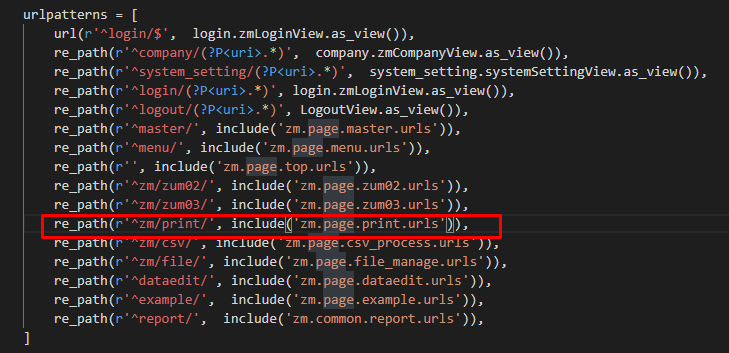 urlpatterns = [
    url(r'^login/$',  login.zmLoginView.as_view()),
    re_path(r'^company/(?P<uri>.*)',  company.zmCompanyView.as_view()),
    re_path(r'^system_setting/(?P<uri>.*)',  system_setting.systemSettingView.as_view()),
    re_path(r'^login/(?P<uri>.*)', login.zmLoginView.as_view()),
    re_path(r'^logout/(?P<uri>.*)', LogoutView.as_view()),
    re_path(r'^master/', include('zm.page.master.urls')),
    re_path(r'^menu/', include('zm.page.menu.urls')),
    re_path(r'', include('zm.page.top.urls')),
    re_path(r'^zm/zum02/', include('zm.page.zum02.urls')),
    re_path(r'^zm/zum03/', include('zm.page.zum03.urls')),
    re_path(r'^zm/print/', include('zm.page.print.urls')),
    re_path(r'^zm/csv/', include('zm.page.csv_process.urls')),
    re_path(r'^zm/file/', include('zm.page.file_manage.urls')),
    re_path(r'^dataedit/', include('zm.page.dataedit.urls')),
    re_path(r'^example/',  include('zm.page.example.urls')),
    re_path(r'^report/',  include('zm.common.report.urls')),
]